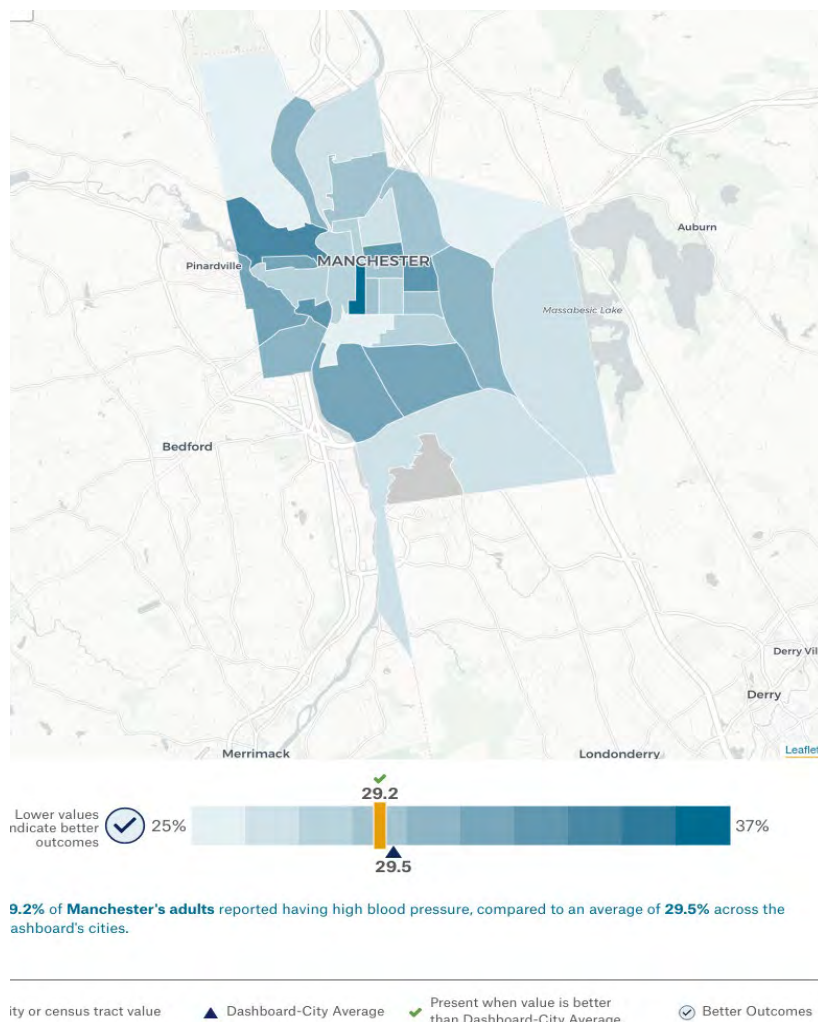 Auburn
Pinardville
MANCHESTER
Massabesic Lake
Bedford
Derry Vil
Derry
Merrimack
Londonderry
Leaflet
29.2
Lower values
ndicate better
outcomes
25%
37%
29.5
9.2% of Manchester's adults reported having high blood pressure, compared to an average of 29.5% across the
ashboard's cities.
ity or census tract value
Dashboard-City Average
Present when value is better
than Dashboard-City Average
Better Outcomes